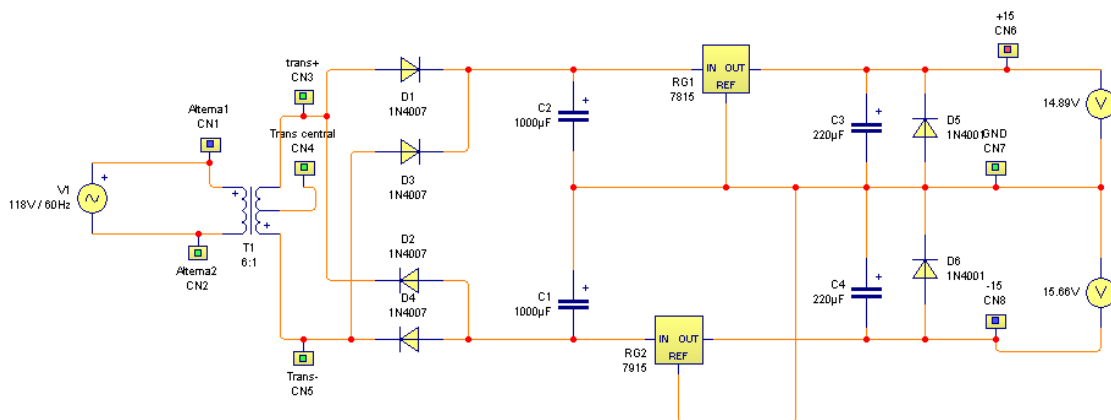 +15
CN6
trans+
CN3
Alterna1
CN1
Trans central
CN4
V1
118V / 60Hz
T1
6:1
Alterna2
CN2
Trans-
CN5
D1
1N4007
D3
1N4007
D2
1N4007
D4
1N4007
C2
1000µF
C1
1000µF
IN OUT
REF
RG1
7815
IN OUT
REF
RG2
7915
C3
220µF
D5
1N4001
GND
CN7
C4
220µF
D6
1N4001
-15
CN8
14.89V
V
15.66V
V
+
+
+
+
+
+
+